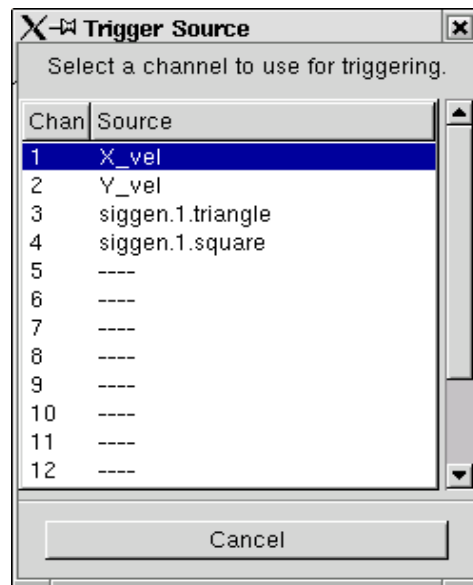 Trigger Source
Select a channel to use for triggering.
Chan Source
1 X_vel
2 Y_vel
3 siggen.1.triangle
4 siggen.1.square
5 ----
6 ----
7 ----
8 ----
9 ----
10 ----
11 ----
12 ----
Cancel